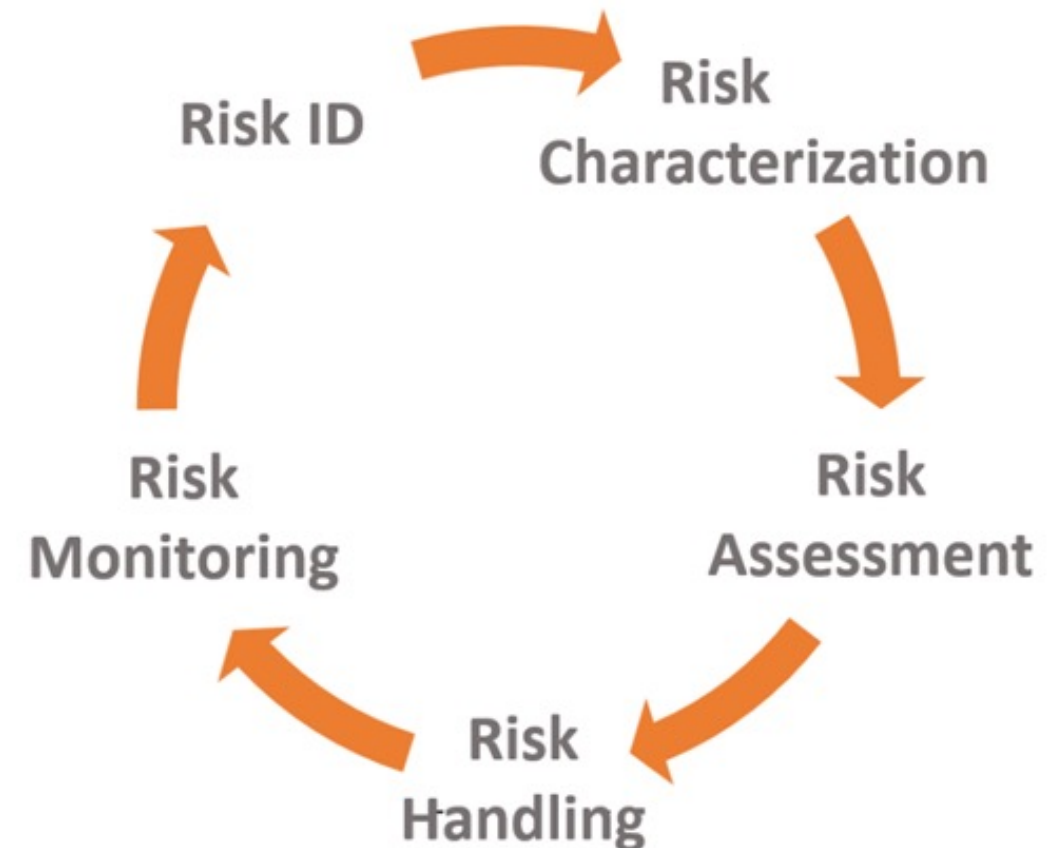 Risk ID
Risk
Characterization
Risk
Assessment
Risk
Handling
Risk
Monitoring